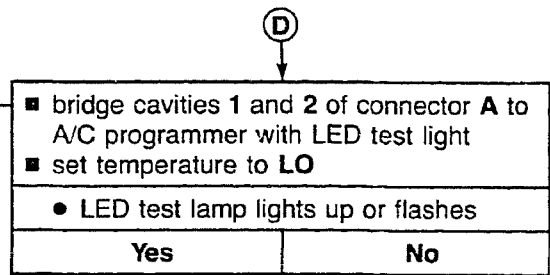 D
■ bridge cavities 1 and 2 of connector A to
A/C programmer with LED test light
■ set temperature to LO
● LED test lamp lights up or flashes
Yes No